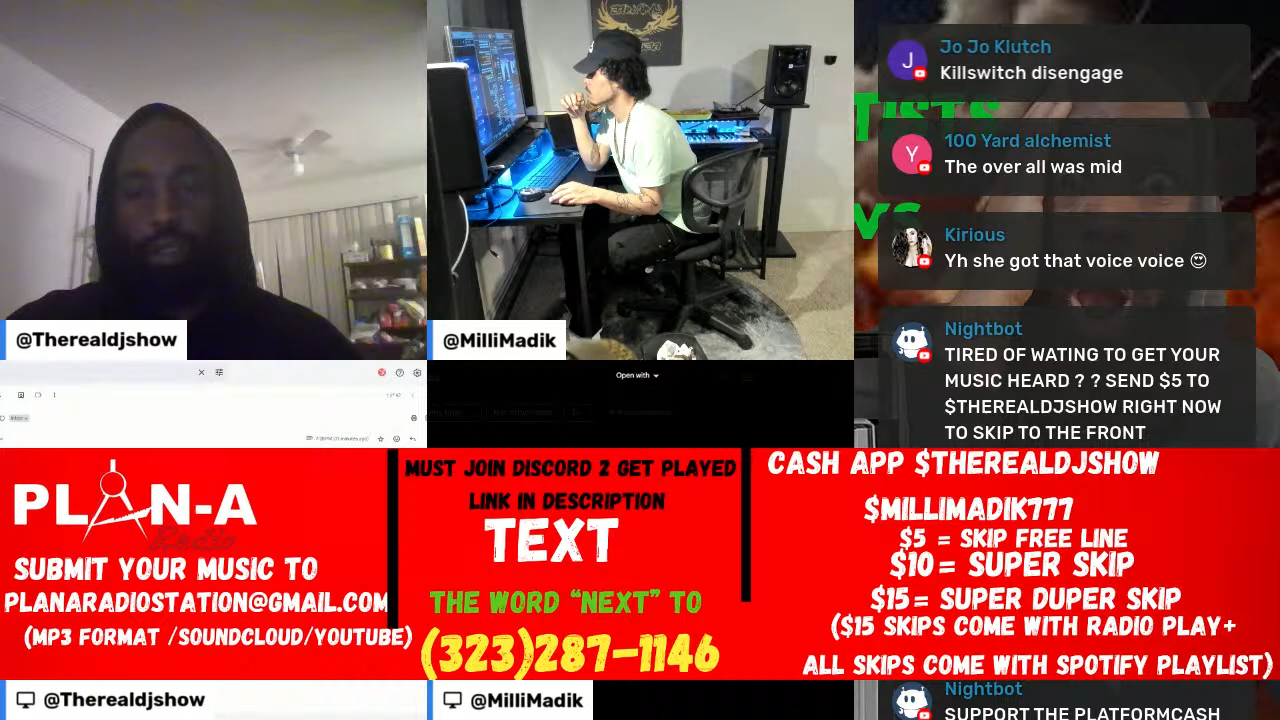 @Therealdjshow
@MilliMadik
TISTS
Jo Jo Klutch
Killswitch disengage
100 Yard alchemist
The over all was mid
Kirious
Yh she got that voice voice 😍
Nightbot
TIRED OF WATING TO GET YOUR
MUSIC HEARD ? ? SEND $5 TO
$THEREALDJSHOW RIGHT NOW
TO SKIP TO THE FRONT
Open with
Inbox
PLAN-A
Radio
SUBMIT YOUR MUSIC TO
PLANARADIOSTATION@GMAIL.COM
(MP3 FORMAT /SOUNDCLOUD/YOUTUBE)
MUST JOIN DISCORD 2 GET PLAYED
LINK IN DESCRIPTION
TEXT
THE WORD “NEXT” TO
(323)287-1146
CASH APP $THEREALDJSHOW
$MILLIMADIK777
$5 = SKIP FREE LINE
$10 = SUPER SKIP
$15 = SUPER DUPER SKIP
($15 SKIPS COME WITH RADIO PLAY+
ALL SKIPS COME WITH SPOTIFY PLAYLIST)
@Therealdjshow
@MilliMadik
Nightbot
SUPPORT THE PLATFORMCASH